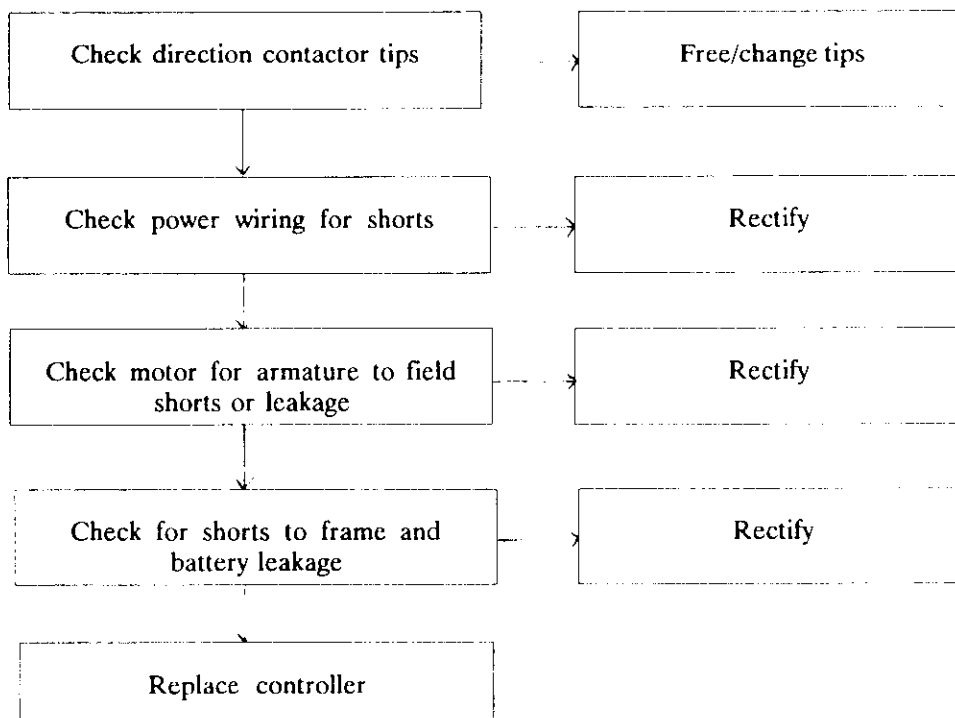 Check direction contactor tips
Free/change tips
Check power wiring for shorts
Rectify
Check motor for armature to field
shorts or leakage
Rectify
Check for shorts to frame and
battery leakage
Rectify
Replace controller